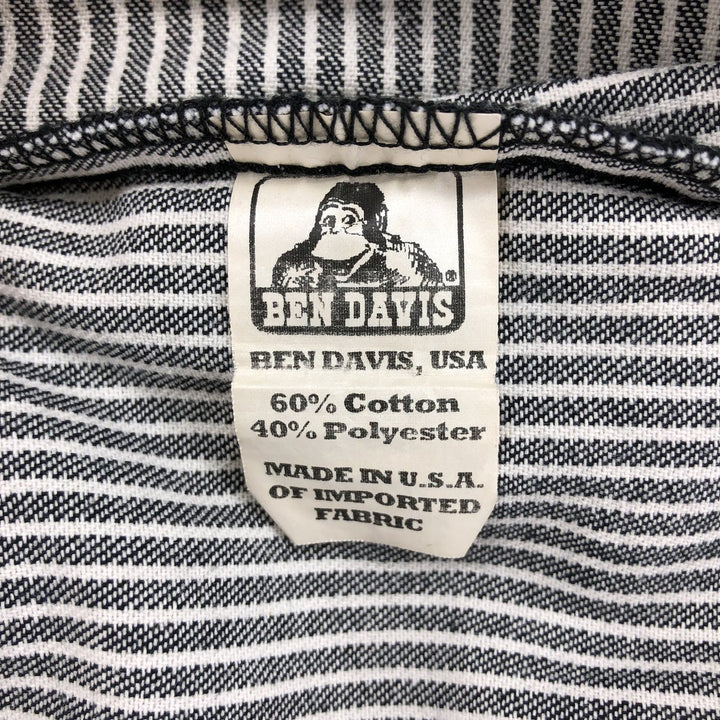 ®
BEN DAVIS
BEN DAVIS, USA
60% Cotton
40% Polyester
MADE IN U.S.A.
OF IMPORTED
FABRIC